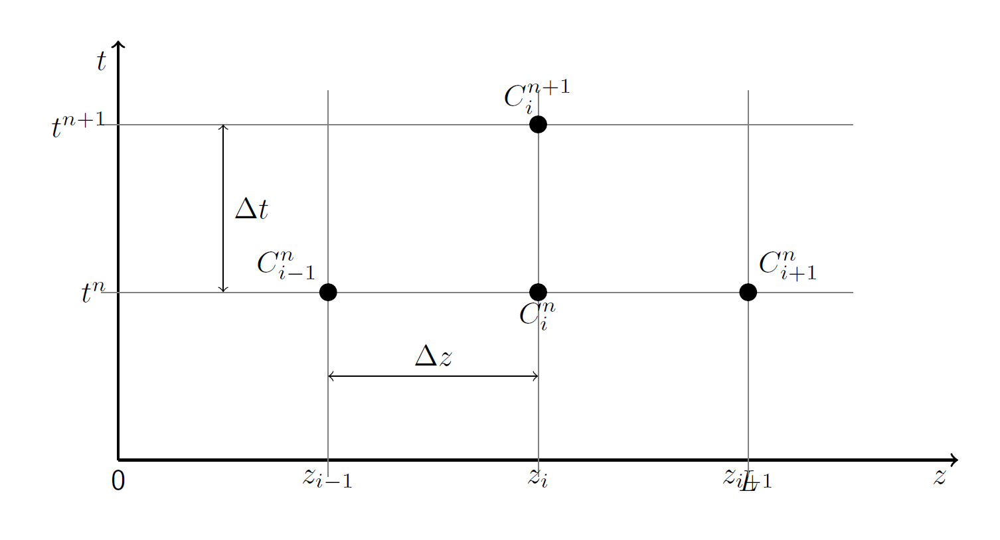 t
C_i^{n+1}
t^{n+1}
Δt
C_{i-1}^n
C_{i+1}^n
t^n
C_i^n
Δz
0
z_{i-1}
z_i
z_{i+1}
L
z